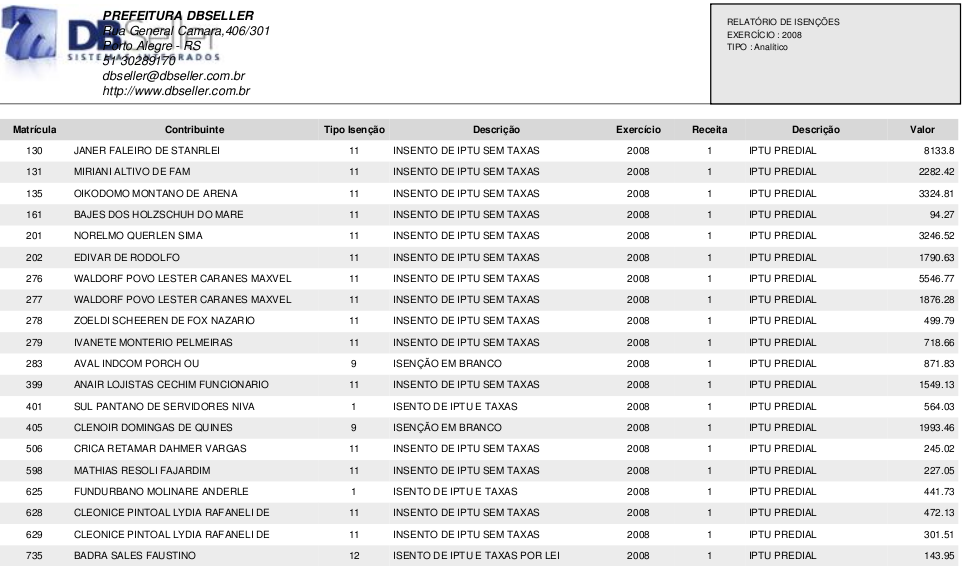 PREFEITURA DBSELLER
Rua General Camara,406/301
Porto Alegre - RS
51 30289170
dbseller@dbseller.com.br
http://www.dbseller.com.br
DBSeller
SISTEMAS INTEGRADOS
RELATÓRIO DE ISENÇÕES
EXERCÍCIO : 2008
TIPO : Analítico
Matrícula Contribuinte Tipo Isenção Descrição Exercício Receita Descrição Valor
130 JANER FALEIRO DE STANRLEI 11 INSENTO DE IPTU SEM TAXAS 2008 1 IPTU PREDIAL 8133.8
131 MIRIANI ALTIVO DE FAM 11 INSENTO DE IPTU SEM TAXAS 2008 1 IPTU PREDIAL 2282.42
135 OIKODOMO MONTANO DE ARENA 11 INSENTO DE IPTU SEM TAXAS 2008 1 IPTU PREDIAL 3324.81
161 BAJES DOS HOLZSCHUH DO MARE 11 INSENTO DE IPTU SEM TAXAS 2008 1 IPTU PREDIAL 94.27
201 NORELMO QUERLEN SIMA 11 INSENTO DE IPTU SEM TAXAS 2008 1 IPTU PREDIAL 3246.52
202 EDIVAR DE RODOLFO 11 INSENTO DE IPTU SEM TAXAS 2008 1 IPTU PREDIAL 1790.63
276 WALDORF POVO LESTER CARANES MAXVEL 11 INSENTO DE IPTU SEM TAXAS 2008 1 IPTU PREDIAL 5546.77
277 WALDORF POVO LESTER CARANES MAXVEL 11 INSENTO DE IPTU SEM TAXAS 2008 1 IPTU PREDIAL 1876.28
278 ZOELDI SCHEEREN DE FOX NAZARIO 11 INSENTO DE IPTU SEM TAXAS 2008 1 IPTU PREDIAL 499.79
279 IVANETE MONTERIO PELMEIRAS 11 INSENTO DE IPTU SEM TAXAS 2008 1 IPTU PREDIAL 718.66
283 AVAL INDCOM PORCH OU 9 ISENÇÃO EM BRANCO 2008 1 IPTU PREDIAL 871.83
399 ANAIR LOJISTAS CECHIM FUNCIONARIO 11 INSENTO DE IPTU SEM TAXAS 2008 1 IPTU PREDIAL 1549.13
401 SUL PANTANO DE SERVIDORES NIVA 1 ISENTO DE IPTU E TAXAS 2008 1 IPTU PREDIAL 564.03
405 CLENOIR DOMINGAS DE QUINES 9 ISENÇÃO EM BRANCO 2008 1 IPTU PREDIAL 1993.46
506 CRICA RETAMAR DAHMER VARGAS 11 INSENTO DE IPTU SEM TAXAS 2008 1 IPTU PREDIAL 245.02
598 MATHIAS RESOLI FAJARDIM 11 INSENTO DE IPTU SEM TAXAS 2008 1 IPTU PREDIAL 227.05
625 FUNDURBANO MOLINARE ANDERLE 1 ISENTO DE IPTU E TAXAS 2008 1 IPTU PREDIAL 441.73
628 CLEONICE PINTOAL LYDIA RAFANELI DE 11 INSENTO DE IPTU SEM TAXAS 2008 1 IPTU PREDIAL 472.13
629 CLEONICE PINTOAL LYDIA RAFANELI DE 11 INSENTO DE IPTU SEM TAXAS 2008 1 IPTU PREDIAL 301.51
735 BADRA SALES FAUSTINO 12 ISENTO DE IPTU E TAXAS POR LEI 2008 1 IPTU PREDIAL 143.95